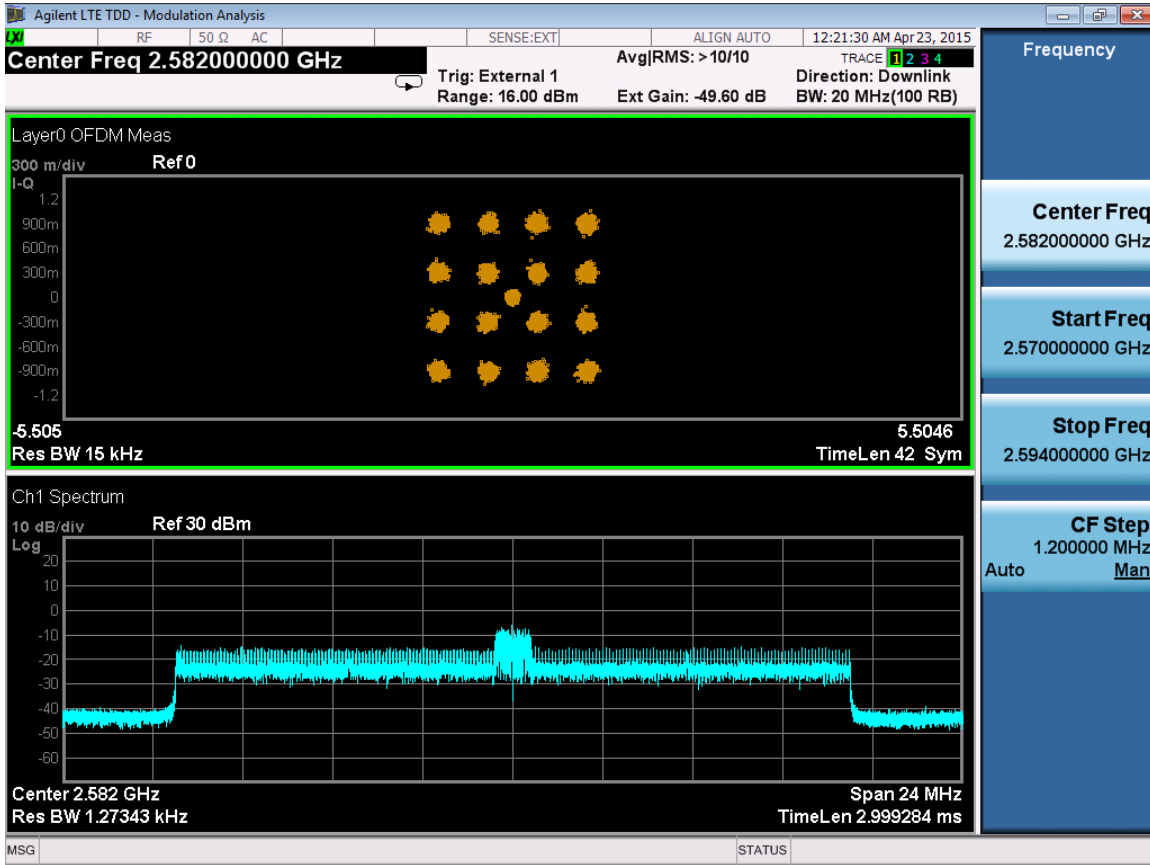 Agilent LTE TDD - Modulation Analysis
LXI RF 50 Ω AC SENSE:EXT ALIGN AUTO 12:21:30 AM Apr 23, 2015
Center Freq 2.582000000 GHz
Trig: External 1
Range: 16.00 dBm
Avg|RMS: > 10/10
Ext Gain: -49.60 dB
TRACE 1 2 3 4
Direction: Downlink
BW: 20 MHz(100 RB)
Layer0 OFDM Meas
300 m/div Ref 0
I-Q
1.2
900m
600m
300m
0
-300m
-600m
-900m
-1.2
-5.505 5.5046
Res BW 15 kHz TimeLen 42 Sym
Ch1 Spectrum
10 dB/div Ref 30 dBm
Log
20
10
0
-10
-20
-30
-40
-50
-60
Center 2.582 GHz Span 24 MHz
Res BW 1.27343 kHz TimeLen 2.999284 ms
MSG STATUS
Frequency
Center Freq
2.582000000 GHz
Start Freq
2.570000000 GHz
Stop Freq
2.594000000 GHz
CF Step
1.200000 MHz
Auto Man